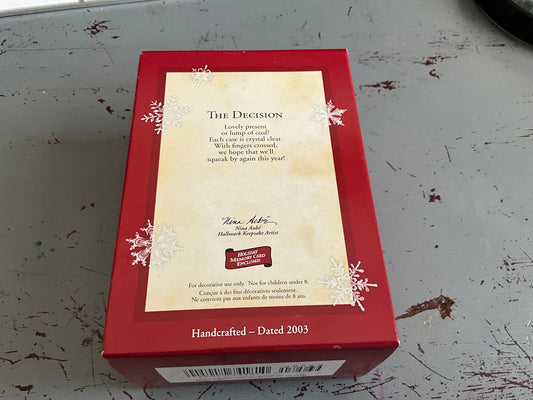 The Decision
Lovely present
or lump of coal?
Each case is crystal clear.
With fingers crossed,
we hope that we'll
squeak by again this year!
Nina Aubé
Nina Aubé
Hallmark Keepsake Artist
Holiday
Memory Card
Enclosed
For decorative use only. Not for children under 8.
Conçue à des fins décoratives seulement.
Ne convient pas aux enfant de moins de 8 ans.
Handcrafted – Dated 2003